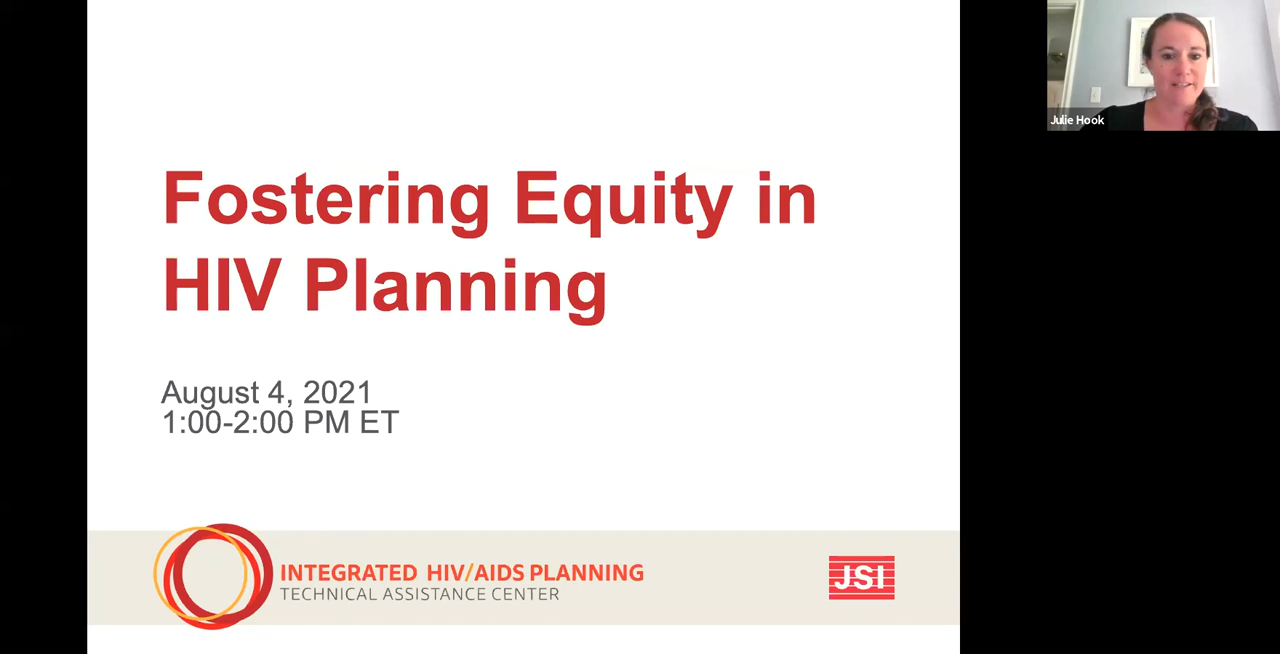 Fostering Equity in
HIV Planning
August 4, 2021
1:00-2:00 PM ET
INTEGRATED HIV/AIDS PLANNING
TECHNICAL ASSISTANCE CENTER
JSI
Julie Hook